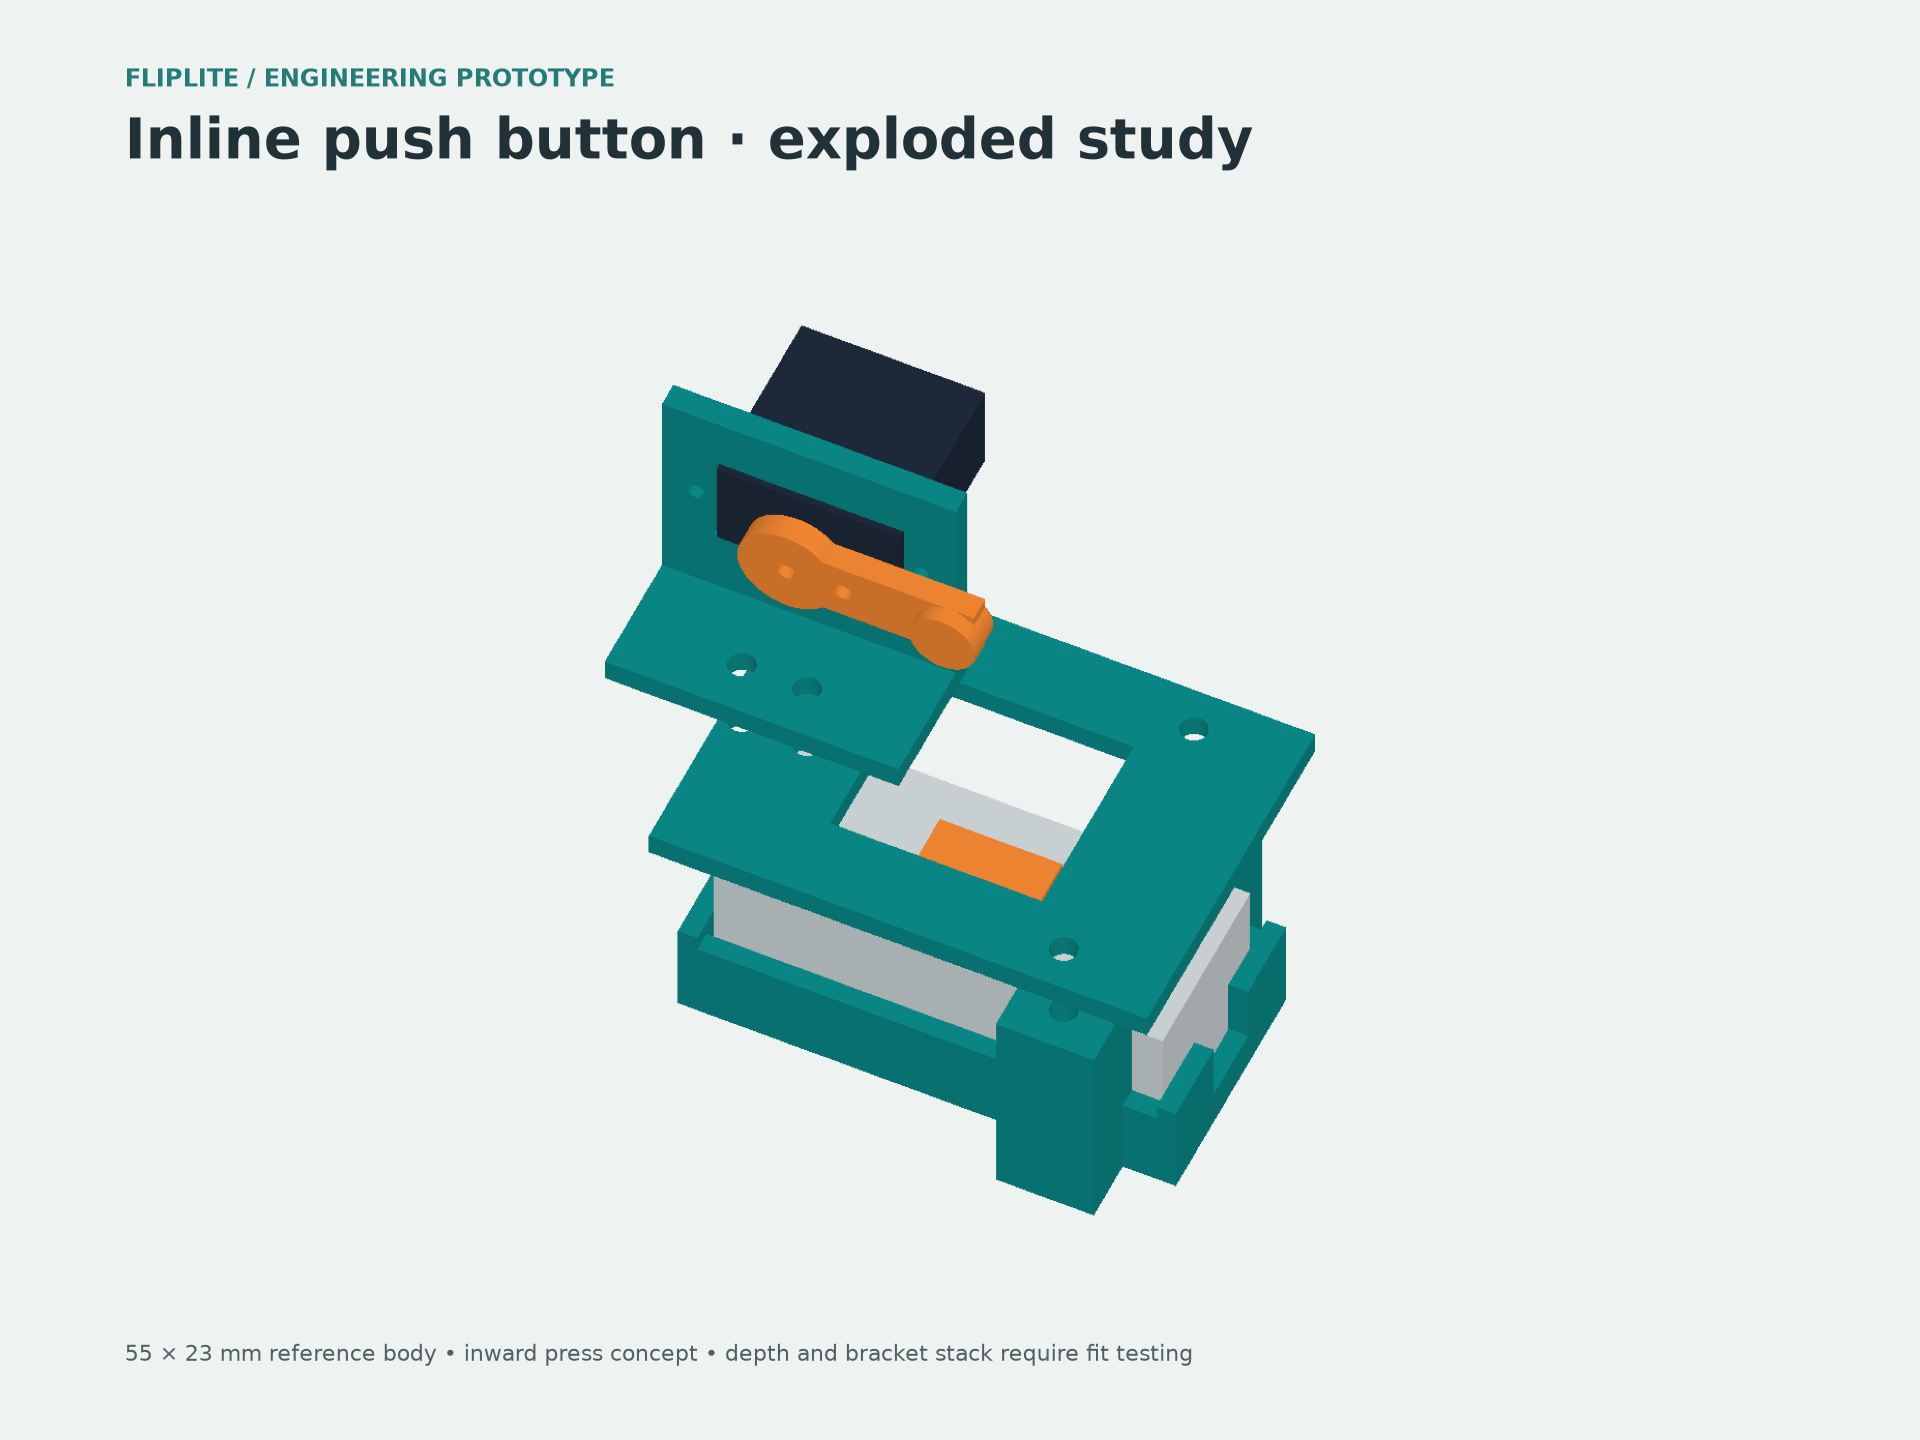 FLIPLITE / ENGINEERING PROTOTYPE
Inline push button · exploded study
55 × 23 mm reference body • inward press concept • depth and bracket stack require fit testing